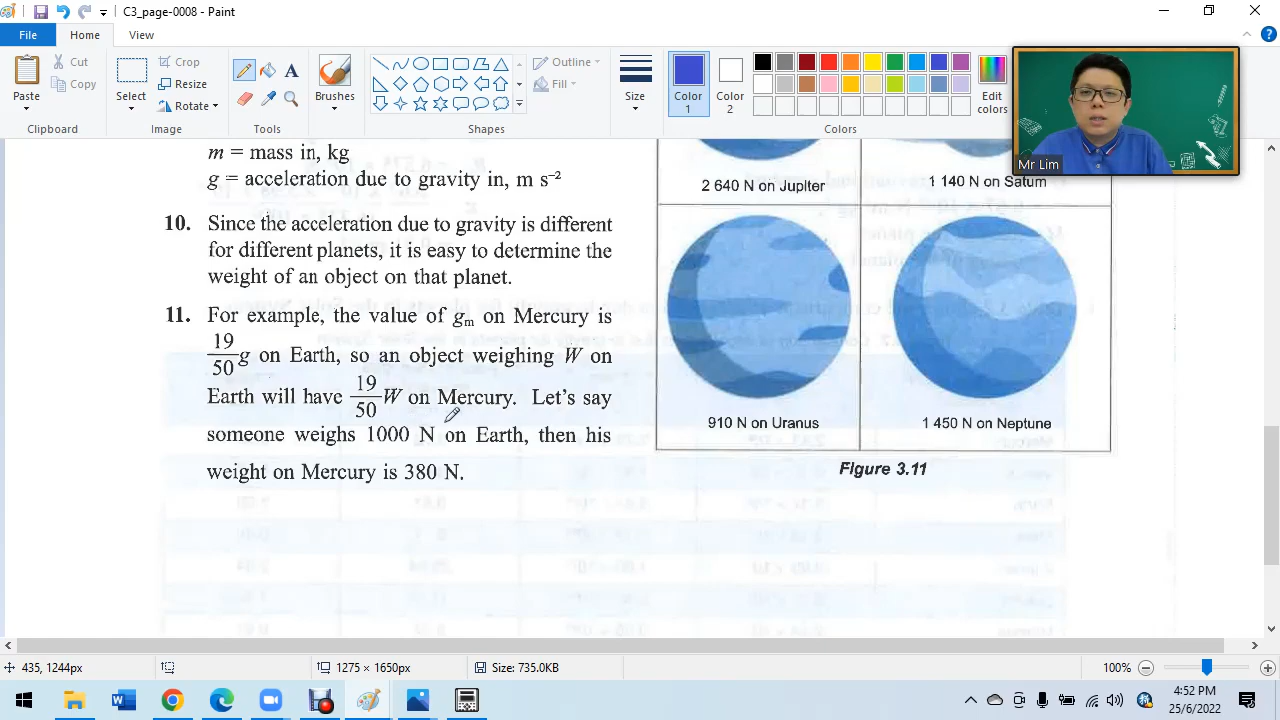 C3_page-0008 - Paint
File
Home
View
Paste
Cut
Copy
Clipboard
Select
Crop
Resize
Rotate
Image
A
Tools
Brushes
Shapes
Outline
Fill
Size
Color 1
Color 2
Edit colors
Colors
Mr Lim
m = mass in, kg
g = acceleration due to gravity in, m s⁻²
10. Since the acceleration due to gravity is different
for different planets, it is easy to determine the
weight of an object on that planet.
11. For example, the value of gₘ on Mercury is
19/50 g on Earth, so an object weighing W on
Earth will have 19/50 W on Mercury. Let's say
someone weighs 1000 N on Earth, then his
weight on Mercury is 380 N.
2 640 N on Jupiter
1 140 N on Saturn
910 N on Uranus
1 450 N on Neptune
Figure 3.11
435, 1244px
1275 × 1650px
Size: 735.0KB
100%
4:52 PM
25/6/2022